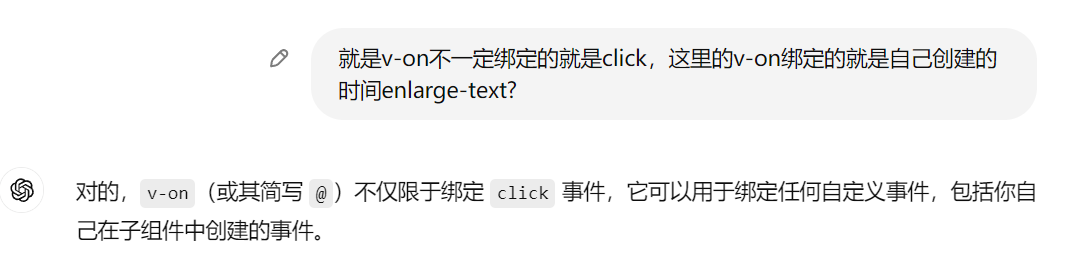 就是v-on不一定绑定的就是click，这里的v-on绑定的就是自己创建的
时间enlarge-text?
对的，v-on（或其简写 @）不仅限于绑定 click 事件，它可以用于绑定任何自定义事件，包括你自
己在子组件中创建的事件。